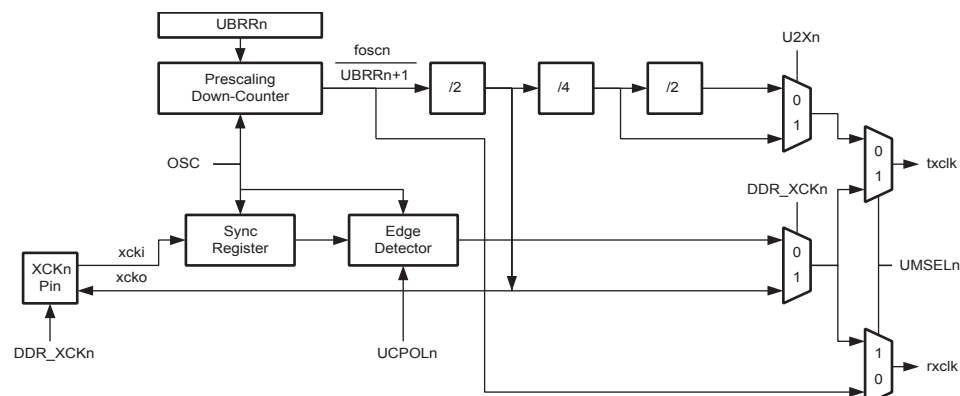 UBRRn
foscn
UBRRn+1
Prescaling
Down-Counter
/2
/4
/2
U2Xn
0
1
OSC
0
1
txclk
DDR_XCKn
Sync
Register
Edge
Detector
xcki
XCKn
Pin
xcko
0
1
UMSELn
DDR_XCKn
UCPOLn
1
0
rxclk